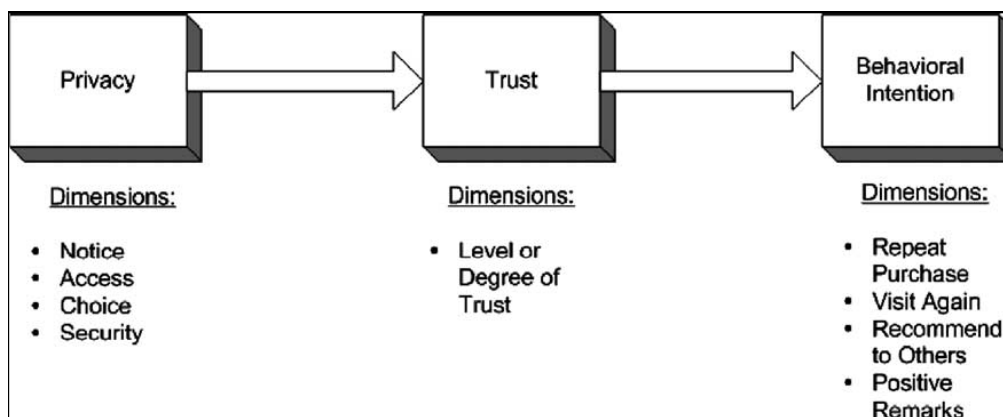 Privacy
Trust
Behavioral
Intention
Dimensions:
• Notice
• Access
• Choice
• Security
Dimensions:
• Level or
Degree of
Trust
Dimensions:
• Repeat
Purchase
• Visit Again
• Recommend
to Others
• Positive
Remarks